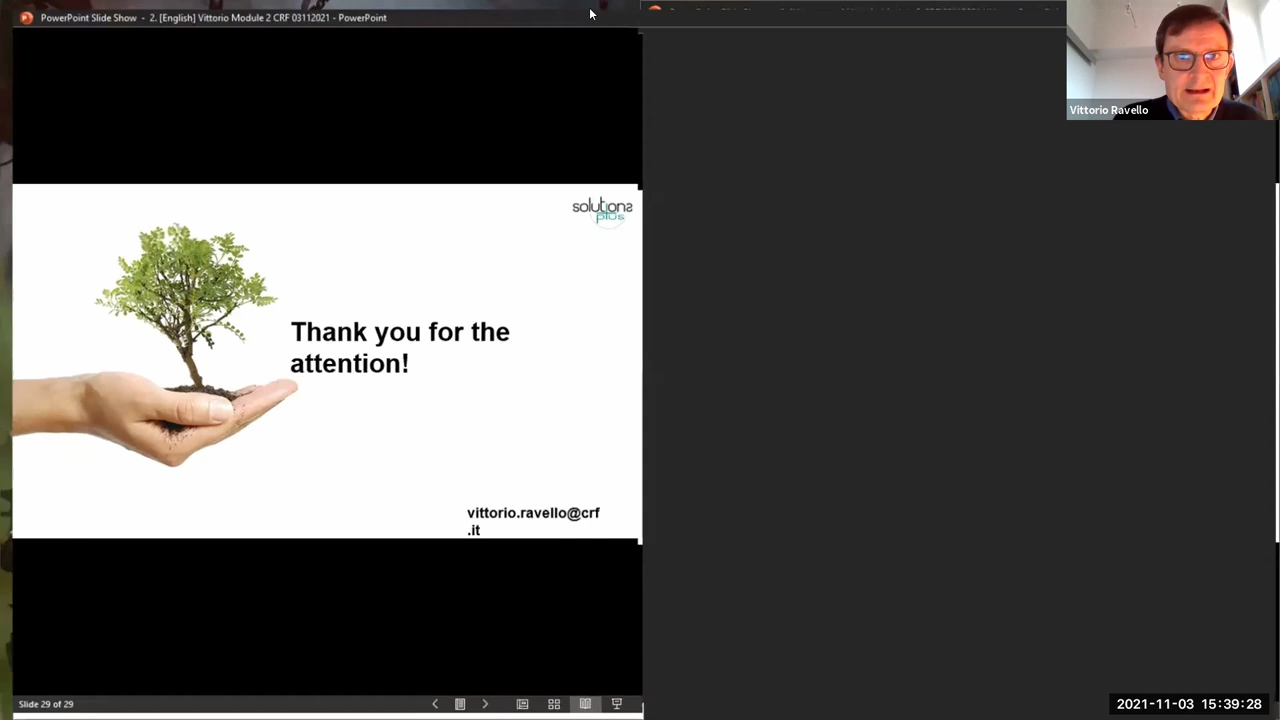 PowerPoint Slide Show - 2. [English] Vittorio Module 2 CRF 03112021 - PowerPoint
Vittorio Ravello
solutions
plus
Thank you for the
attention!
vittorio.ravello@crf
.it
Slide 29 of 29
2021-11-03 15:39:28